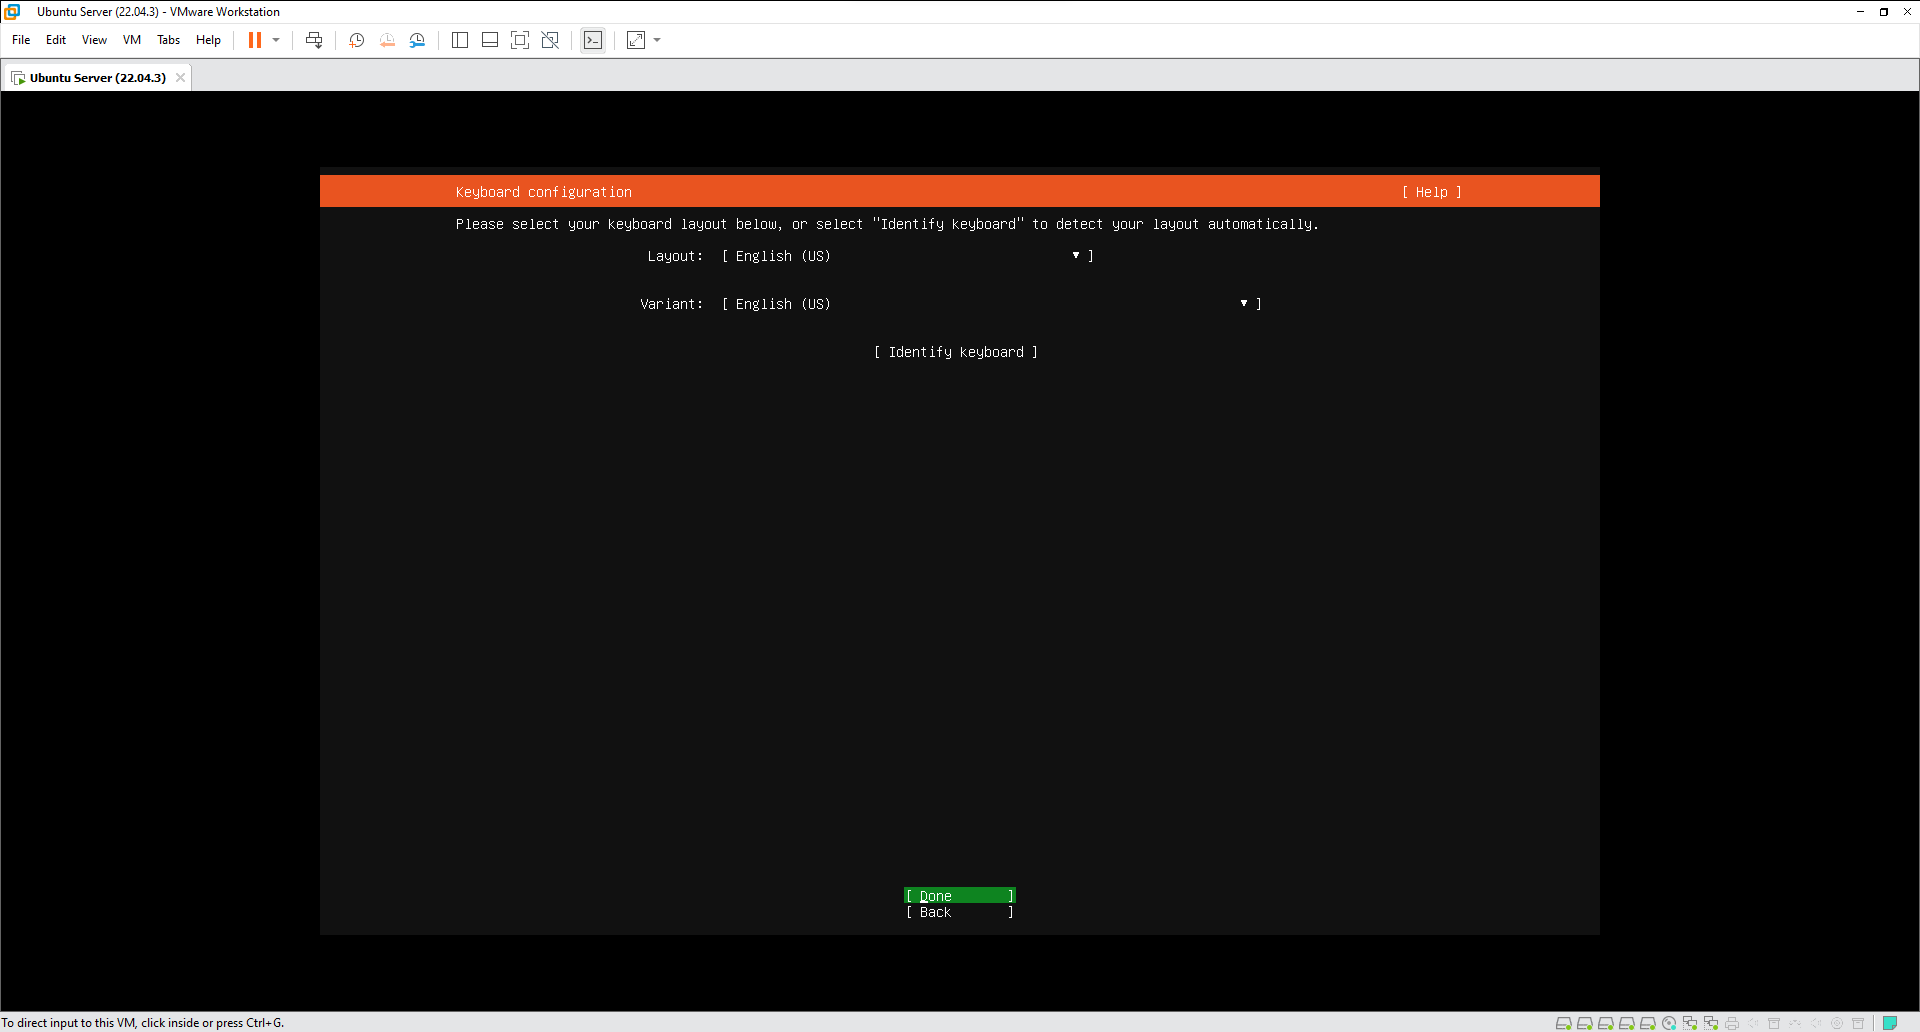 Ubuntu Server (22.04.3) - VMware Workstation
File Edit View VM Tabs Help
Ubuntu Server (22.04.3)
Keyboard configuration [ Help ]
Please select your keyboard layout below, or select "Identify keyboard" to detect your layout automatically.
Layout: [ English (US) ▾ ]
Variant: [ English (US) ▾ ]
[ Identify keyboard ]
[ Done ]
[ Back ]
To direct input to this VM, click inside or press Ctrl+G.